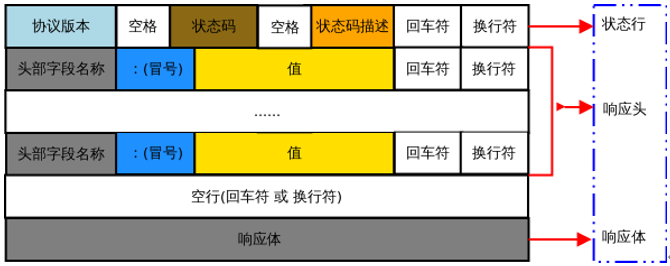 协议版本 空格 状态码 空格 状态码描述 回车符 换行符 状态行
头部字段名称 ：(冒号) 值 回车符 换行符
...... 响应头
头部字段名称 ：(冒号) 值 回车符 换行符
空行(回车符 或 换行符)
响应体 响应体